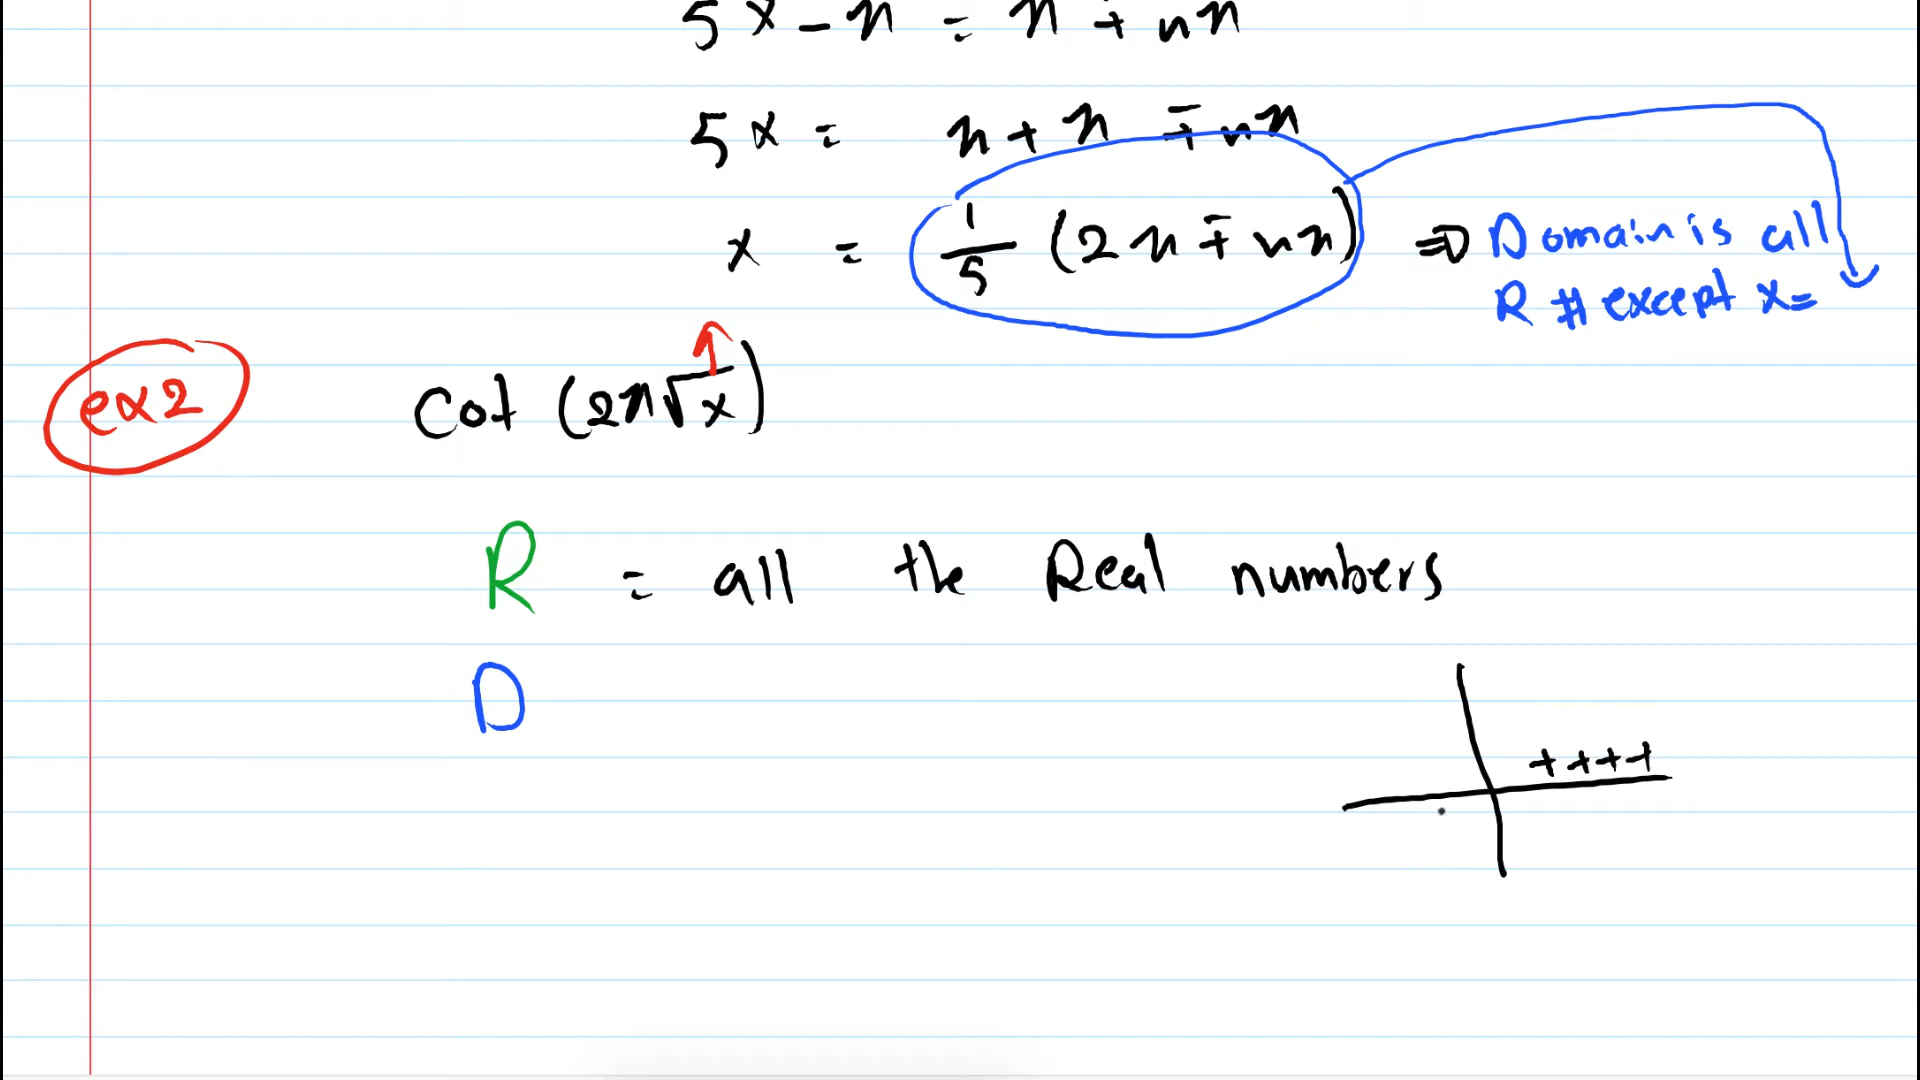 5x - π = π ∓ nπ
5x = π + π ∓ nπ
x = 1/5 (2π ∓ nπ) ⇒ Domain is all
R # except x=
ex2 Cot (2π√x)
R = all the Real numbers
D
++++